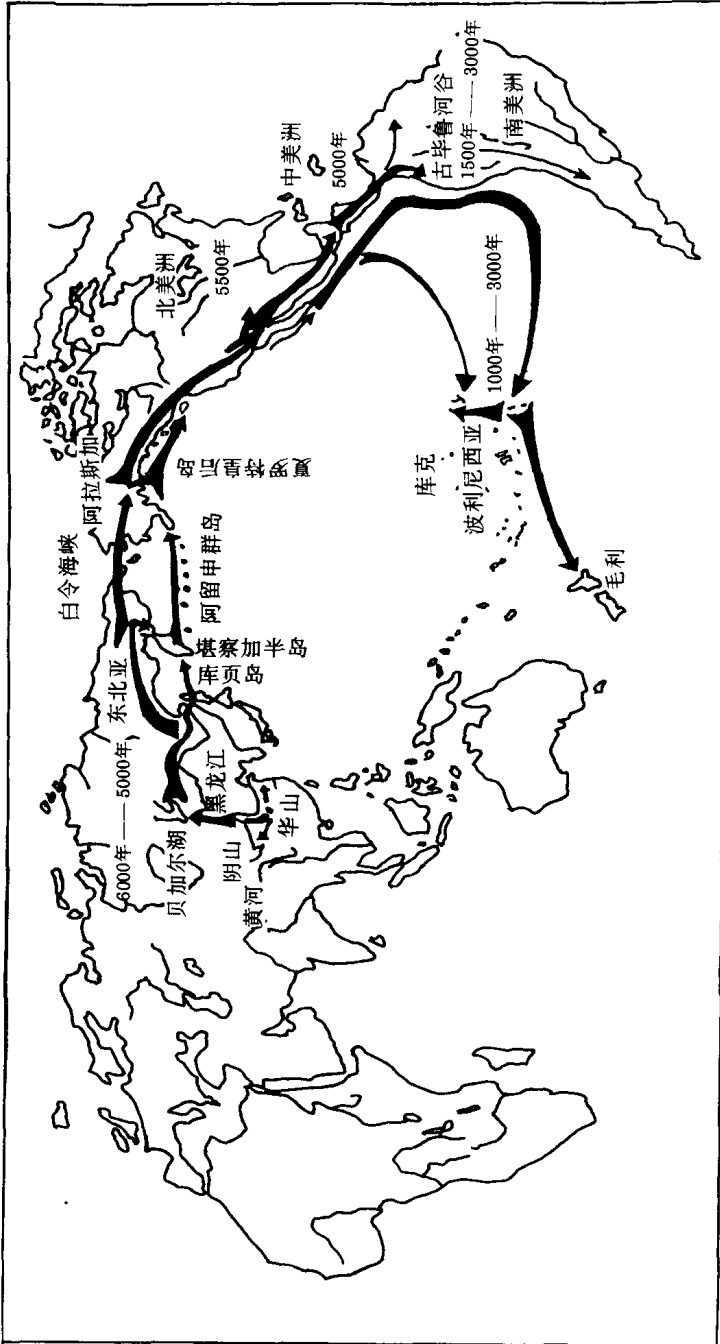 白令海峡
阿拉斯加
北美洲
5500年
中美洲
5000年
古毕鲁河谷
1500年——3000年
南美洲
6000年——5000年
东北亚
贝加尔湖
黑龙江
阴山
黄河
华山
堪察加半岛
库页岛
阿留申群岛
夏罗特皇后岛
库克
波利尼西亚
1000年——3000年
毛利